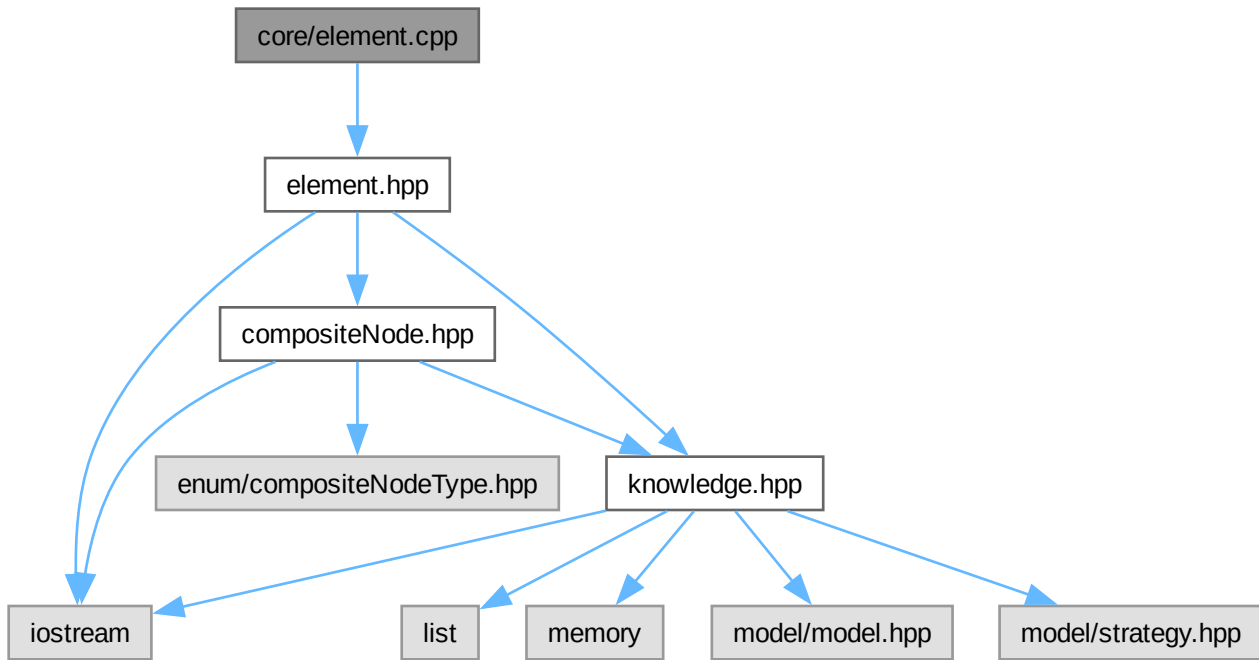 core/element.cpp
element.hpp
compositeNode.hpp
enum/compositeNodeType.hpp
knowledge.hpp
iostream
list
memory
model/model.hpp
model/strategy.hpp